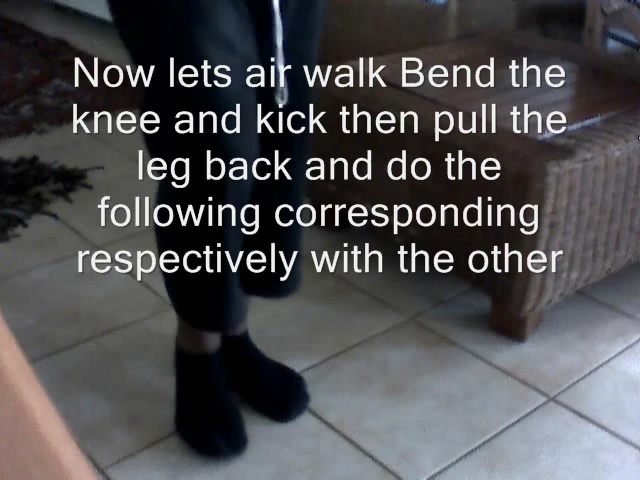 Now lets air walk Bend the
knee and kick then pull the
leg back and do the
following corresponding
respectively with the other